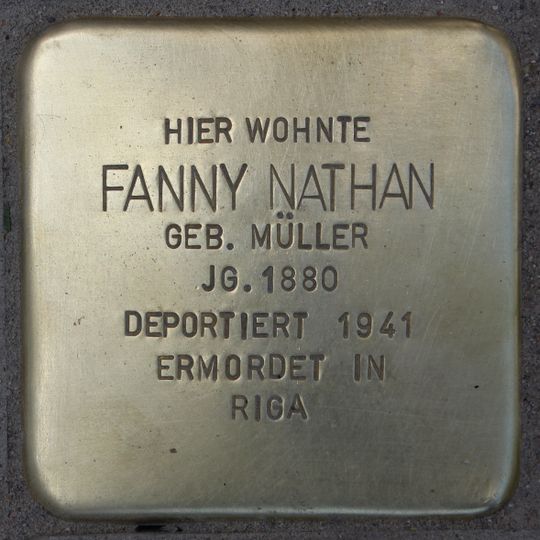 HIER WOHNTE
FANNY NATHAN
GEB. MÜLLER
JG. 1880
DEPORTIERT 1941
ERMORDET IN
RIGA